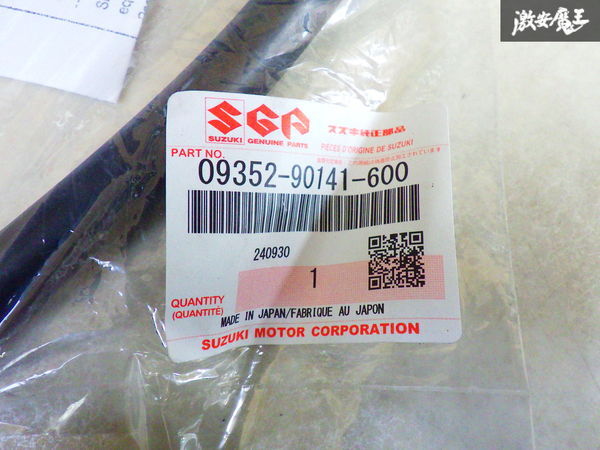 激安魔王
SGP
スズキ純正部品
SUZUKI GENUINE PARTS
PIÈCES D'ORIGINE DE SUZUKI
PART NO.
09352-90141-600
240930
1
QUANTITY
(QUANTITÉ)
MADE IN JAPAN/FABRIQUE AU JAPON
SUZUKI MOTOR CORPORATION